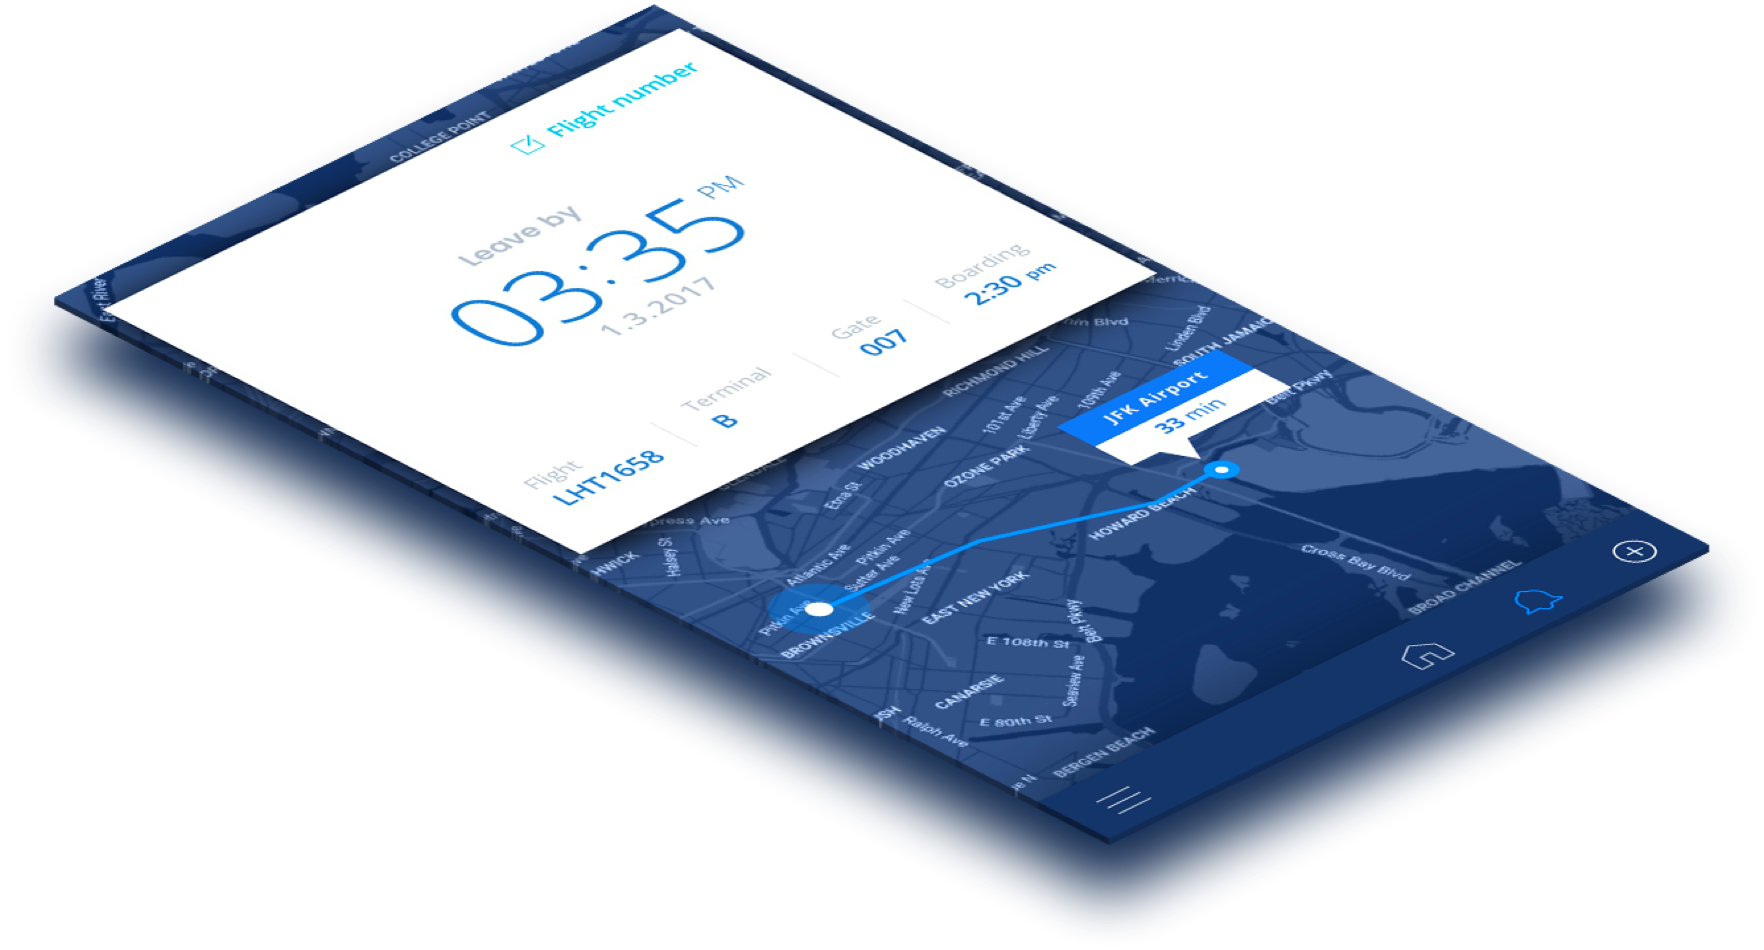 COLLEGE POINT
East River
Flight number
Leave by
03:35 PM
1.3.2017
Flight
LHT1658
Terminal
B
Gate
007
Boarding
2:30 pm
Linden Blvd
SOUTH JAMAIC
RICHMOND HILL
109th Ave
JFK Airport
33 min
Belt Pkwy
101st Ave
Liberty Ave
WOODHAVEN
OZONE PARK
Etna St
HOWARD BEACH
press Ave
Halsey St
HWICK
Atlantic Ave
Pitkin Ave
Sutter Ave
New Lots Ave
Pitkin Ave
BROWNSVILLE
EAST NEW YORK
Cross Bay Blvd
BROAD CHANNEL
Belt Pkwy
E 108th St
Seaview Ave
CANARSIE
E 80th St
Ralph Ave
BERGEN BEACH